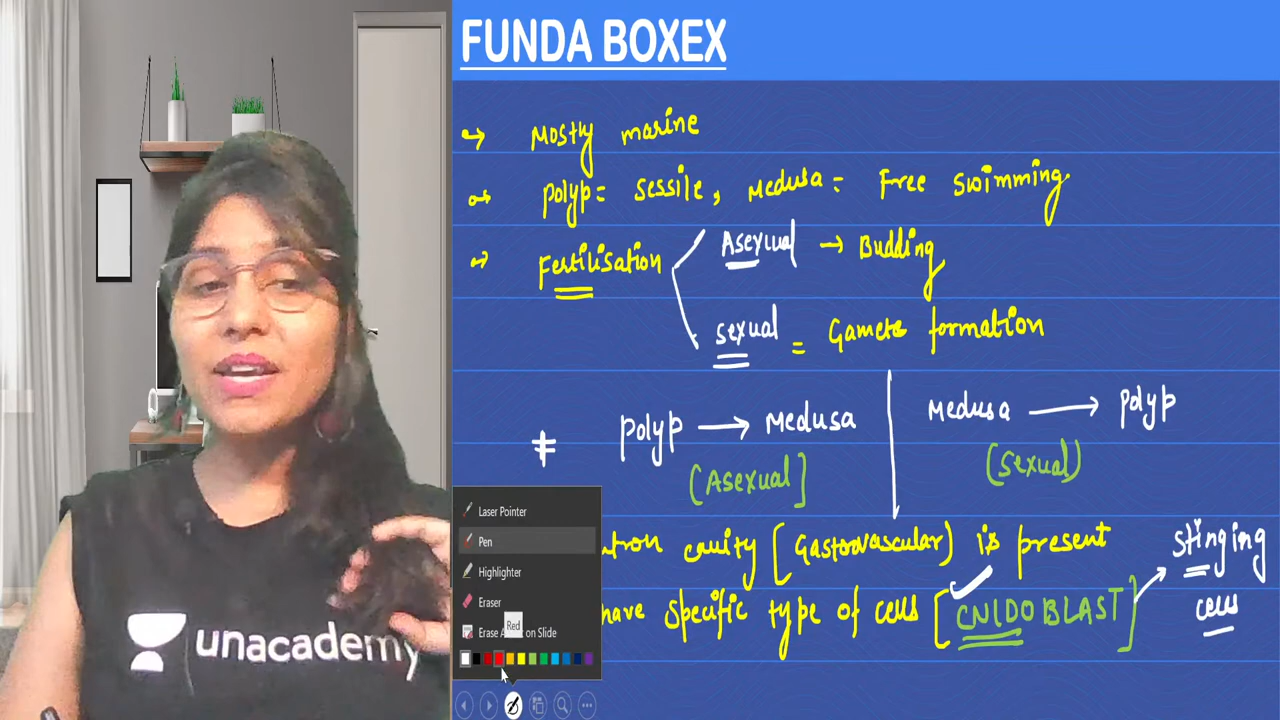 FUNDA BOXEX
→ Mostly marine
→ polyp = sessile, Medusa = Free swimming.
→ Fertilisation
Asexual → Budding
sexual = Gamete formation
polyp → Medusa
(Asexual]
Medusa → polyp
(sexual)
cavity [Gastrovascular) is present
have specific type of cells [CNIDOBLAST]
stinging
cells
Laser Pointer
Pen
Highlighter
Eraser
Red
Erase A on Slide
unacademy